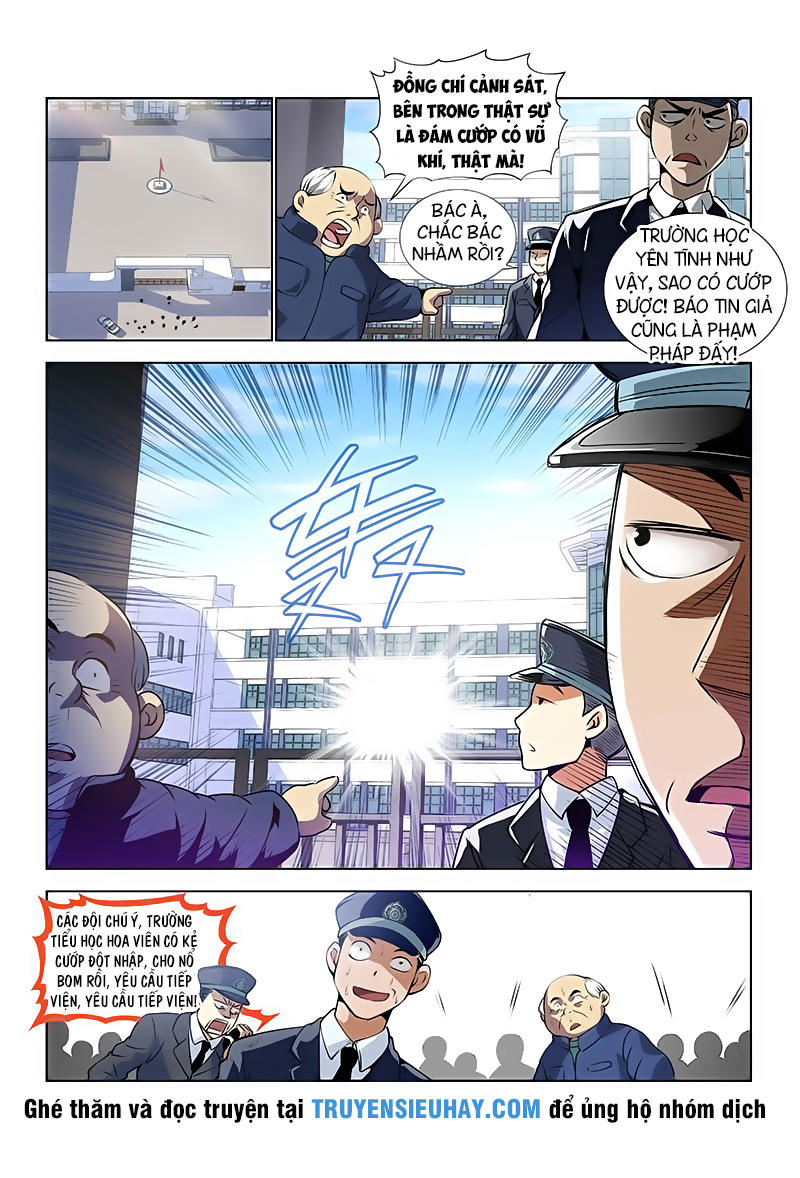 ĐỒNG CHÍ CẢNH SÁT,
BÊN TRONG THẬT SỰ
LÀ ĐÁM CƯỚP CÓ VŨ
KHÍ, THẬT MÀ!
BÁC À,
CHẮC BÁC
NHẦM RỒI?
TRƯỜNG HỌC
YÊN TĨNH NHƯ
VẬY, SAO CÓ CƯỚP
ĐƯỢC! BÁO TIN GIẢ
CŨNG LÀ PHẠM
PHÁP ĐẤY!
轰
CÁC ĐỘI CHÚ Ý, TRƯỜNG
TIỂU HỌC HOA VIÊN CÓ KẺ
CƯỚP ĐỘT NHẬP, CHO NỔ
BOM RỒI, YÊU CẦU TIẾP
VIỆN, YÊU CẦU TIẾP VIỆN!
Ghé thăm và đọc truyện tại TRUYENSIEUHAY.COM để ủng hộ nhóm dịch